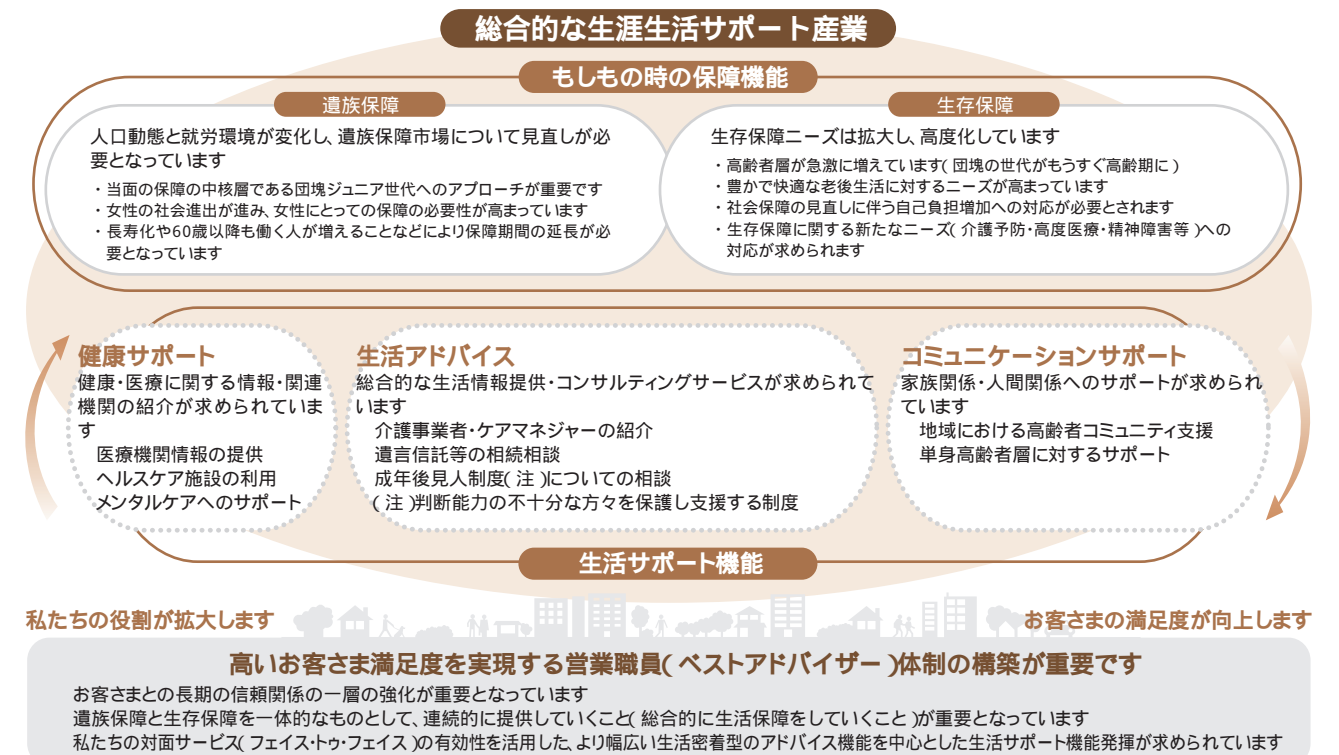 総合的な生涯生活サポート産業
もしもの時の保障機能
遺族保障
人口動態と就労環境が変化し、遺族保障市場について見直しが必
要となっています
・当面の保障の中核層である団塊ジュニア世代へのアプローチが重要です
・女性の社会進出が進み、女性にとっての保障の必要性が高まっています
・長寿化や60歳以降も働く人が増えることなどにより保障期間の延長が必
要となっています
生存保障
生存保障ニーズは拡大し、高度化しています
・高齢者層が急激に増えています(団塊の世代がもうすぐ高齢期に)
・豊かで快適な老後生活に対するニーズが高まっています
・社会保障の見直しに伴う自己負担増加への対応が必要とされます
・生存保障に関する新たなニーズ(介護予防・高度医療・精神障害等)への
対応が求められます
健康サポート
健康・医療に関する情報・関連
機関の紹介が求められていま
す
医療機関情報の提供
ヘルスケア施設の利用
メンタルケアへのサポート
生活アドバイス
総合的な生活情報提供・コンサルティングサービスが求められて
います
介護事業者・ケアマネジャーの紹介
遺言信託等の相続相談
成年後見人制度(注)についての相談
(注)判断能力の不十分な方々を保護し支援する制度
コミュニケーションサポート
家族関係・人間関係へのサポートが求められ
ています
地域における高齢者コミュニティ支援
単身高齢者層に対するサポート
生活サポート機能
私たちの役割が拡大します
お客さまの満足度が向上します
高いお客さま満足度を実現する営業職員(ベストアドバイザー)体制の構築が重要です
お客さまとの長期の信頼関係の一層の強化が重要となっています
遺族保障と生存保障を一体的なものとして、連続的に提供していくこと(総合的に生活保障をしていくこと)が重要となっています
私たちの対面サービス(フェイス・トゥ・フェイス)の有効性を活用した、より幅広い生活密着型のアドバイス機能を中心とした生活サポート機能発揮が求められています